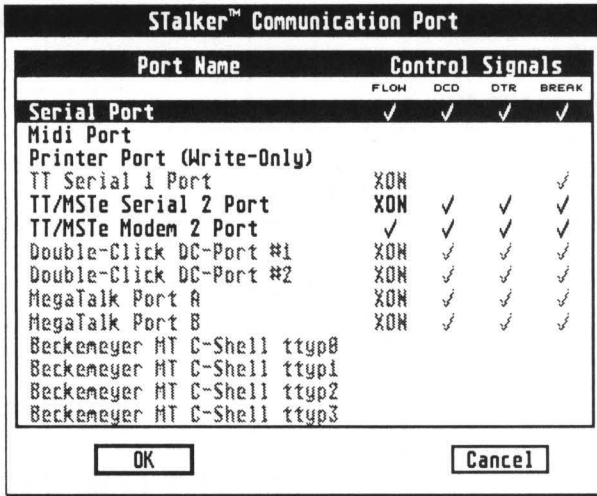 STalker™ Communication Port
Port Name Control Signals
FLOW DCD DTR BREAK
Serial Port ✓ ✓ ✓ ✓
Midi Port
Printer Port (Write-Only)
TT Serial 1 Port XON ✓
TT/MSTe Serial 2 Port XON ✓ ✓ ✓
TT/MSTe Modem 2 Port ✓ ✓ ✓ ✓
Double-Click DC-Port #1 XON ✓ ✓ ✓
Double-Click DC-Port #2 XON ✓ ✓ ✓
MegaTalk Port A XON ✓ ✓ ✓
MegaTalk Port B XON ✓ ✓ ✓
Beckemeyer MT C-Shell ttyp0
Beckemeyer MT C-Shell ttyp1
Beckemeyer MT C-Shell ttyp2
Beckemeyer MT C-Shell ttyp3
OK Cancel